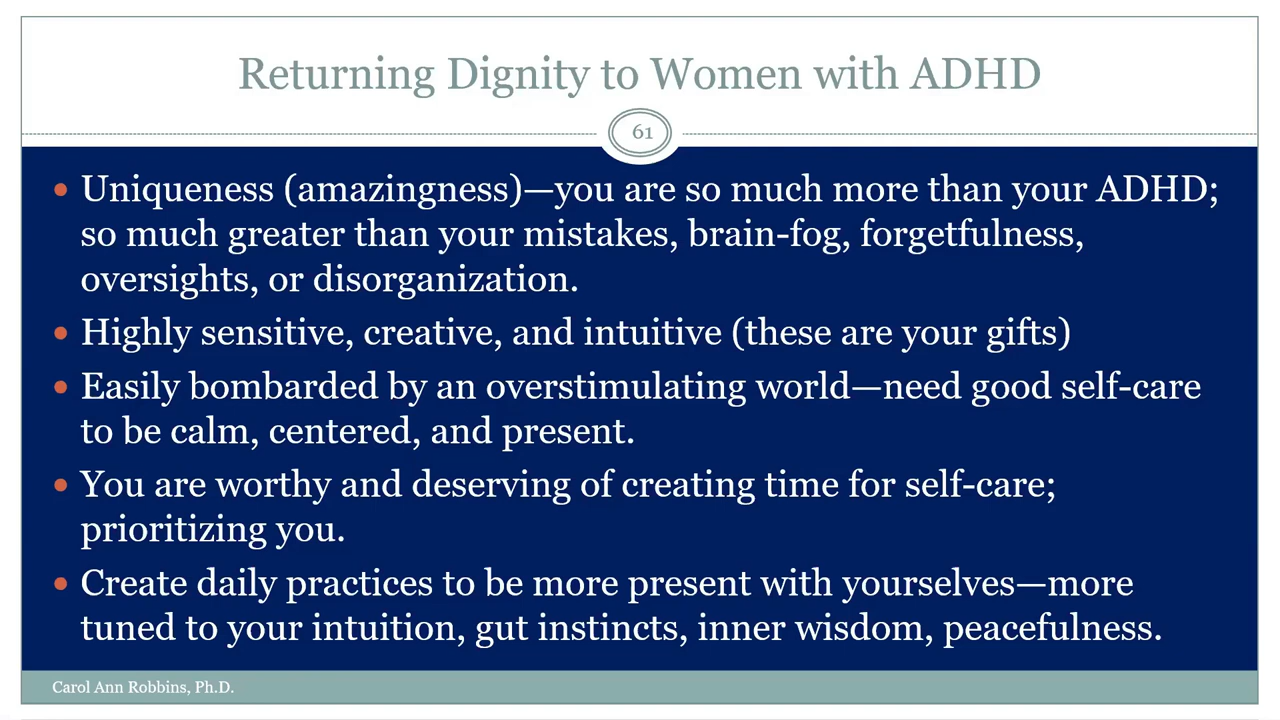 Returning Dignity to Women with ADHD
61
• Uniqueness (amazingness)—you are so much more than your ADHD;
so much greater than your mistakes, brain-fog, forgetfulness,
oversights, or disorganization.
• Highly sensitive, creative, and intuitive (these are your gifts)
• Easily bombarded by an overstimulating world—need good self-care
to be calm, centered, and present.
• You are worthy and deserving of creating time for self-care;
prioritizing you.
• Create daily practices to be more present with yourselves—more
tuned to your intuition, gut instincts, inner wisdom, peacefulness.
Carol Ann Robbins, Ph.D.